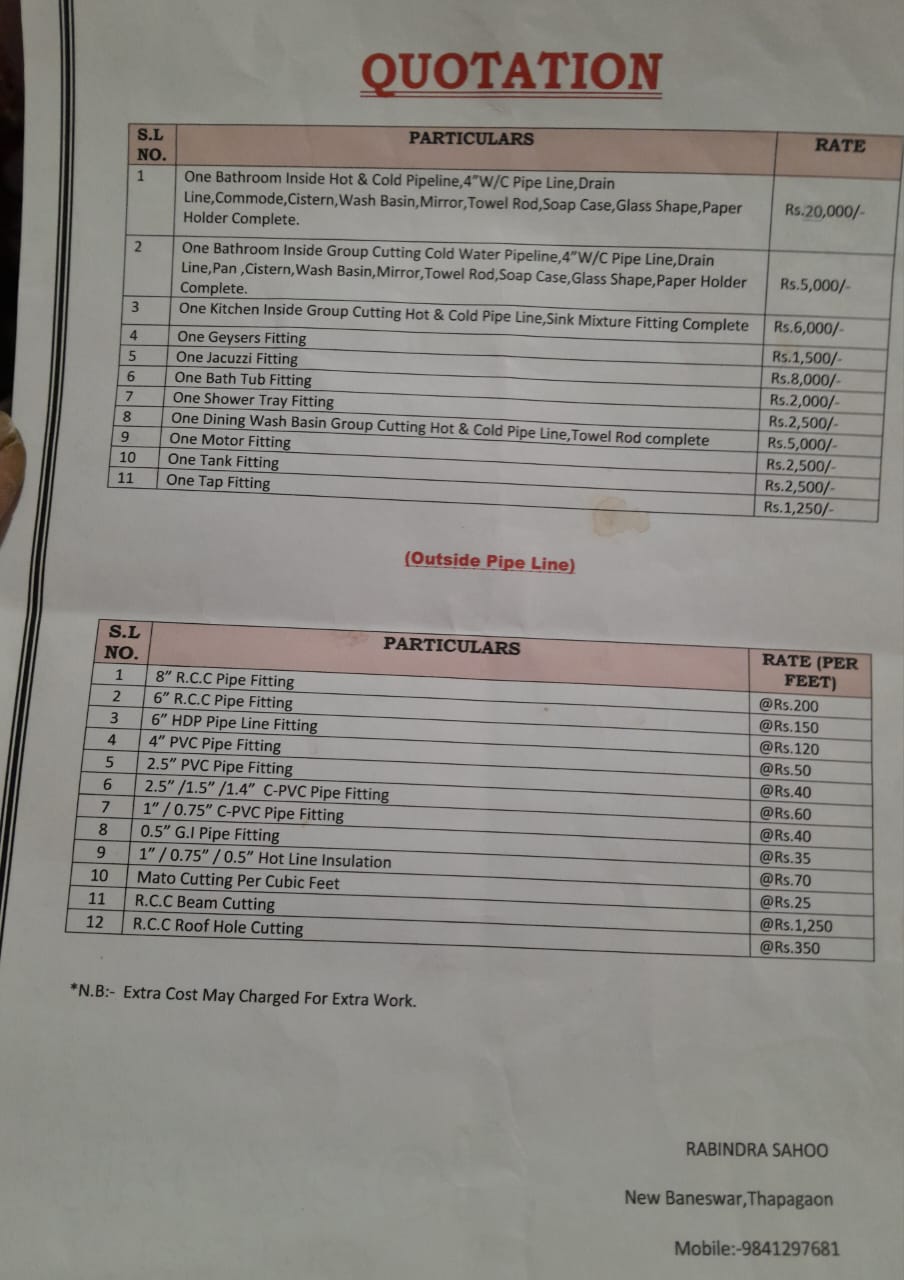 QUOTATION
S.L NO. PARTICULARS RATE
1 One Bathroom Inside Hot & Cold Pipeline,4"W/C Pipe Line,Drain
Line,Commode,Cistern,Wash Basin,Mirror,Towel Rod,Soap Case,Glass Shape,Paper
Holder Complete. Rs.20,000/-
2 One Bathroom Inside Group Cutting Cold Water Pipeline,4"W/C Pipe Line,Drain
Line,Pan ,Cistern,Wash Basin,Mirror,Towel Rod,Soap Case,Glass Shape,Paper Holder
Complete. Rs.5,000/-
3 One Kitchen Inside Group Cutting Hot & Cold Pipe Line,Sink Mixture Fitting Complete Rs.6,000/-
4 One Geysers Fitting Rs.1,500/-
5 One Jacuzzi Fitting Rs.8,000/-
6 One Bath Tub Fitting Rs.2,000/-
7 One Shower Tray Fitting Rs.2,500/-
8 One Dining Wash Basin Group Cutting Hot & Cold Pipe Line,Towel Rod complete Rs.5,000/-
9 One Motor Fitting Rs.2,500/-
10 One Tank Fitting Rs.2,500/-
11 One Tap Fitting Rs.1,250/-
(Outside Pipe Line)
S.L NO. PARTICULARS RATE (PER FEET)
1 8" R.C.C Pipe Fitting @Rs.200
2 6" R.C.C Pipe Fitting @Rs.150
3 6" HDP Pipe Line Fitting @Rs.120
4 4" PVC Pipe Fitting @Rs.50
5 2.5" PVC Pipe Fitting @Rs.40
6 2.5" /1.5" /1.4" C-PVC Pipe Fitting @Rs.60
7 1" / 0.75" C-PVC Pipe Fitting @Rs.40
8 0.5" G.I Pipe Fitting @Rs.35
9 1" / 0.75" / 0.5" Hot Line Insulation @Rs.70
10 Mato Cutting Per Cubic Feet @Rs.25
11 R.C.C Beam Cutting @Rs.1,250
12 R.C.C Roof Hole Cutting @Rs.350
*N.B:- Extra Cost May Charged For Extra Work.
RABINDRA SAHOO
New Baneswar,Thapagaon
Mobile:-9841297681